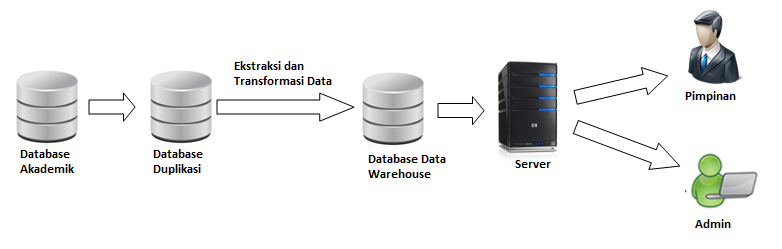 Ekstraksi dan
Transformasi Data
Pimpinan
Database
Akademik
Database
Duplikasi
Database Data
Warehouse
Server
Admin